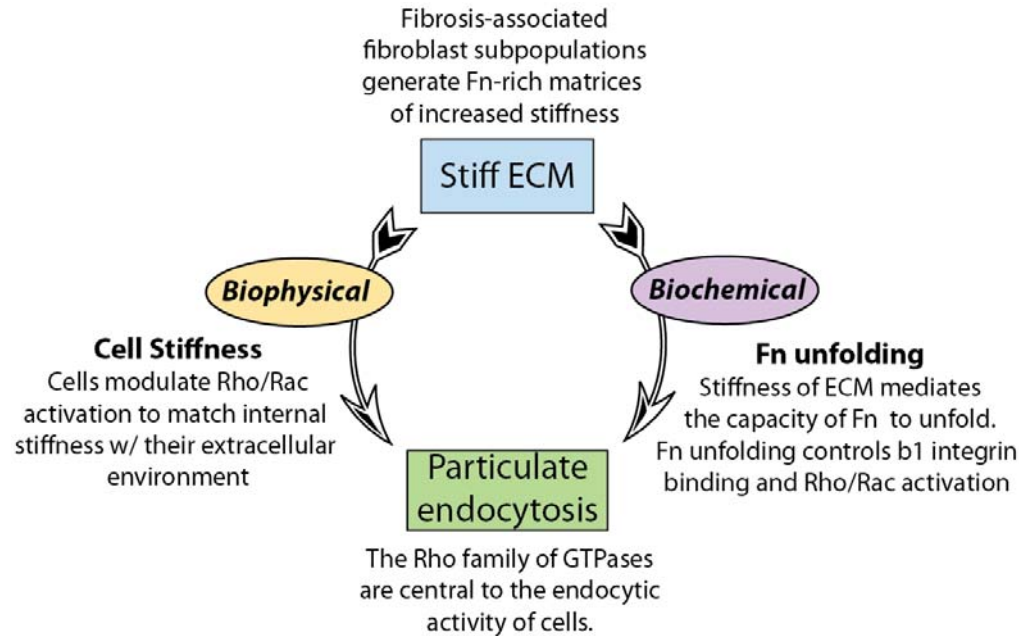 Fibrosis-associated
fibroblast subpopulations
generate Fn-rich matrices
of increased stiffness
Stiff ECM
Biophysical
Cell Stiffness
Cells modulate Rho/Rac
activation to match internal
stiffness w/ their extracellular
environment
Biochemical
Fn unfolding
Stiffness of ECM mediates
the capacity of Fn to unfold.
Fn unfolding controls b1 integrin
binding and Rho/Rac activation
Particulate
endocytosis
The Rho family of GTPases
are central to the endocytic
activity of cells.